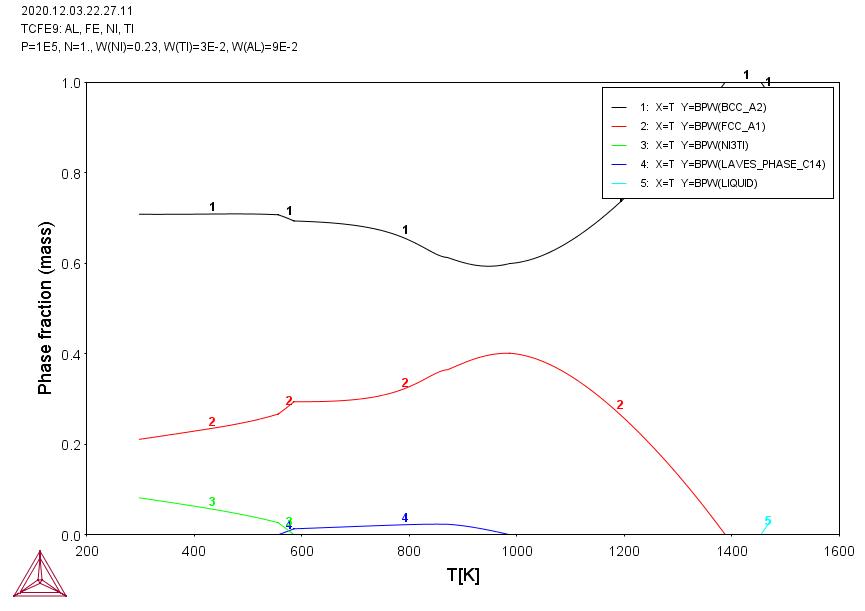 2020.12.03.22.27.11
TCFE9: AL, FE, NI, TI
P=1E5, N=1., W(NI)=0.23, W(TI)=3E-2, W(AL)=9E-2
1 1
1: X=T Y=BPW(BCC_A2)
2: X=T Y=BPW(FCC_A1)
3: X=T Y=BPW(NI3TI)
4: X=T Y=BPW(LAVES_PHASE_C14)
5: X=T Y=BPW(LIQUID)
1.0
0.8
0.6
0.4
0.2
0.0
Phase fraction (mass)
1 1 1
2 2 2 2
3 3
4 4
5
200 400 600 800 1000 1200 1400 1600
T[K]